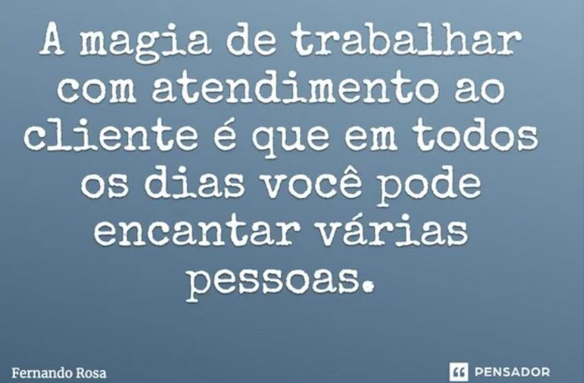 A magia de trabalhar
com atendimento ao
cliente é que em todos
os dias você pode
encantar várias
pessoas.
Fernando Rosa
PENSADOR